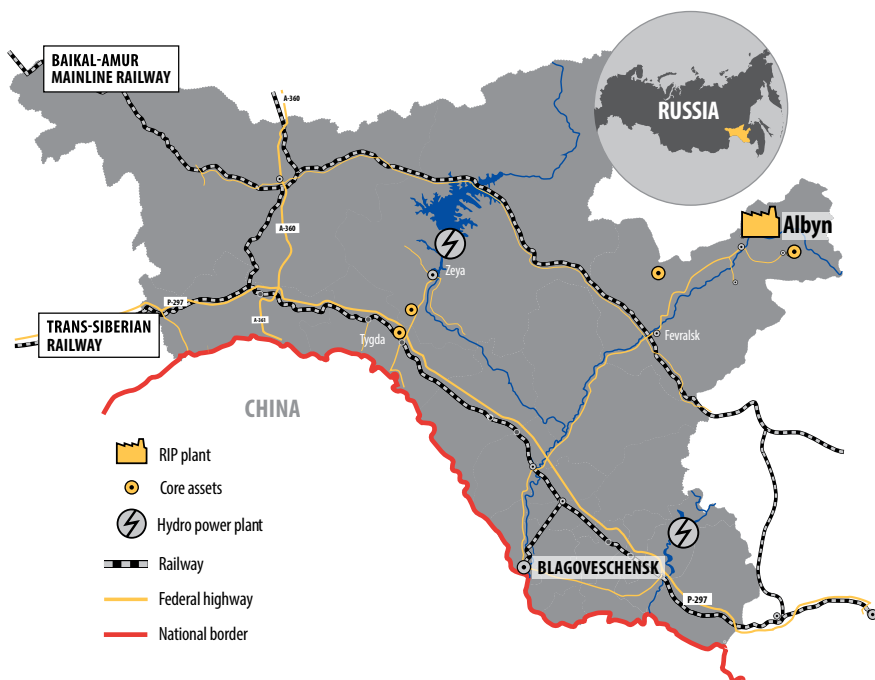 BAIKAL-AMUR
MAINLINE RAILWAY
A-360
RUSSIA
Albyn
A-360
Zeya
P-297
A-361
TRANS-SIBERIAN
RAILWAY
Tygda
Fevralsk
CHINA
RIP plant
Core assets
Hydro power plant
Railway
Federal highway
National border
BLAGOVESCHENSK
P-297